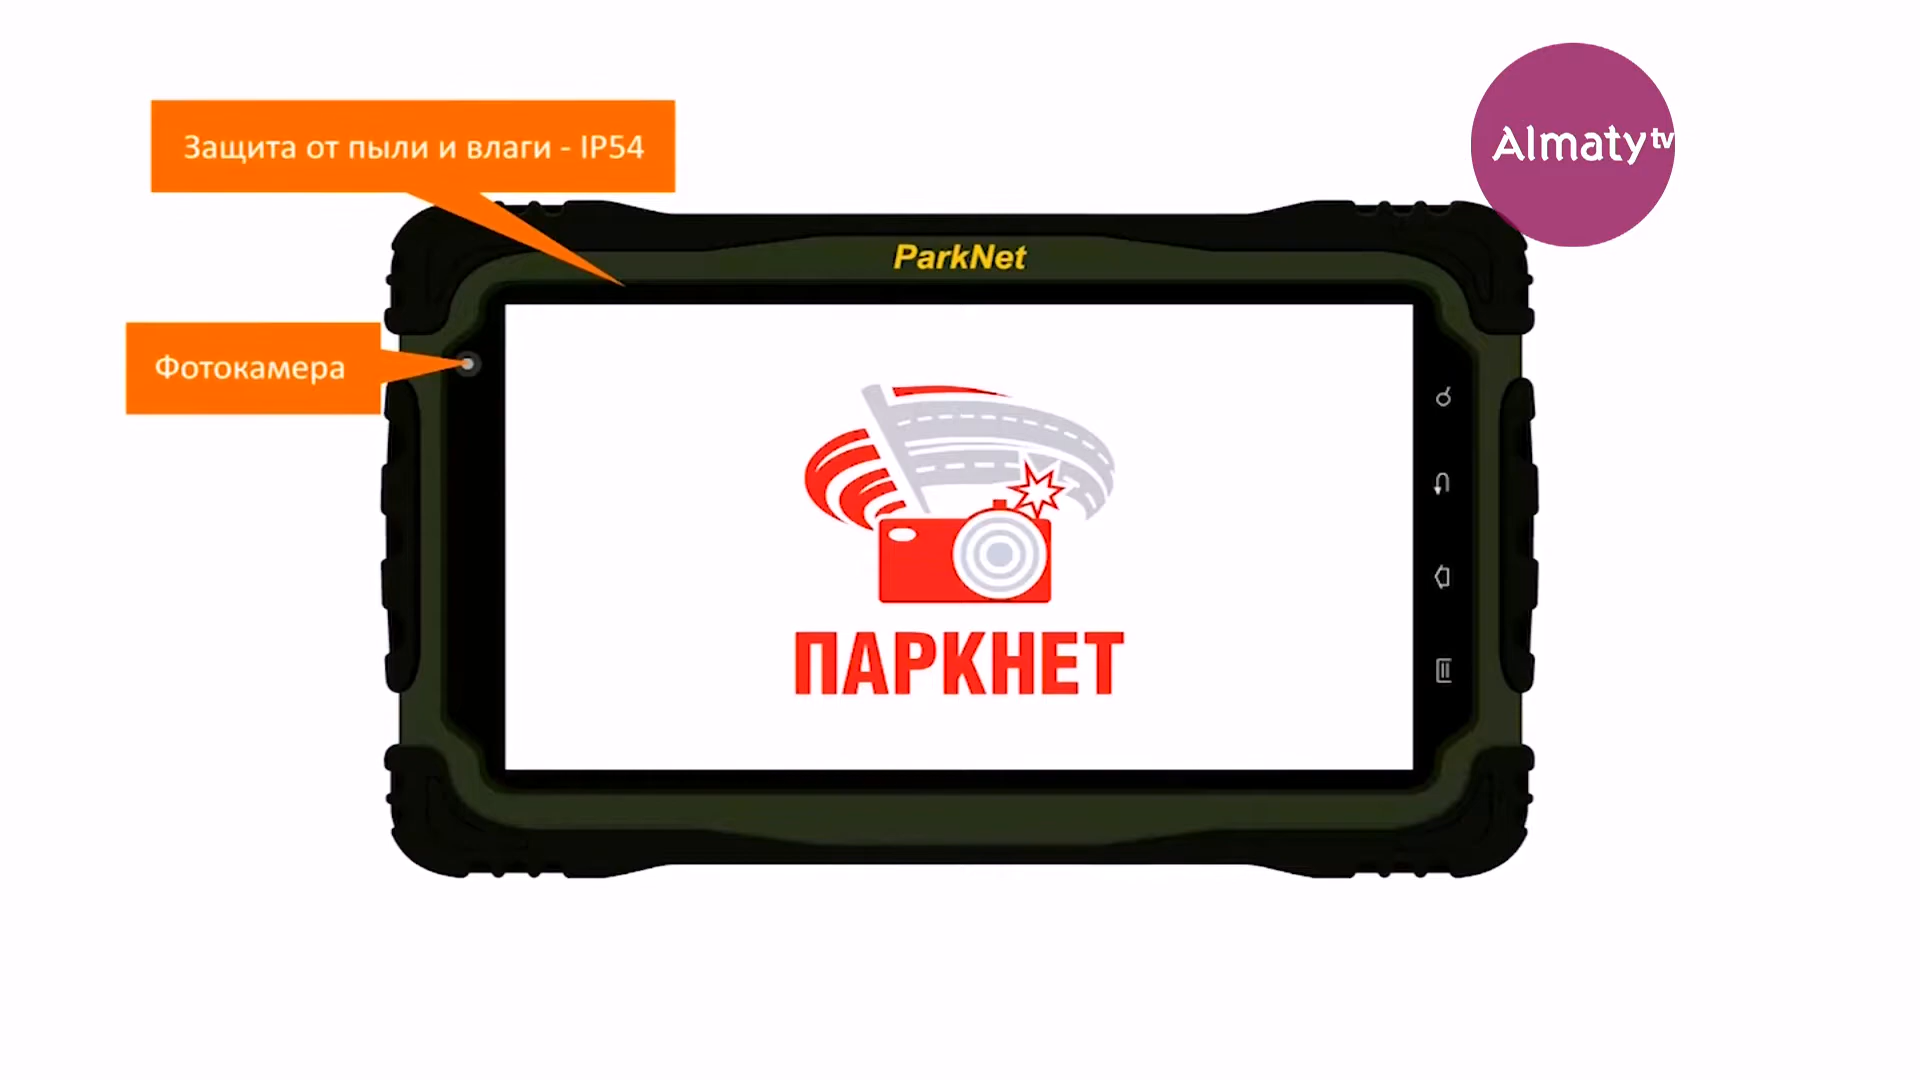 Almaty tv
Защита от пыли и влаги - IP54
ParkNet
Фотокамера
ПАРКНЕТ